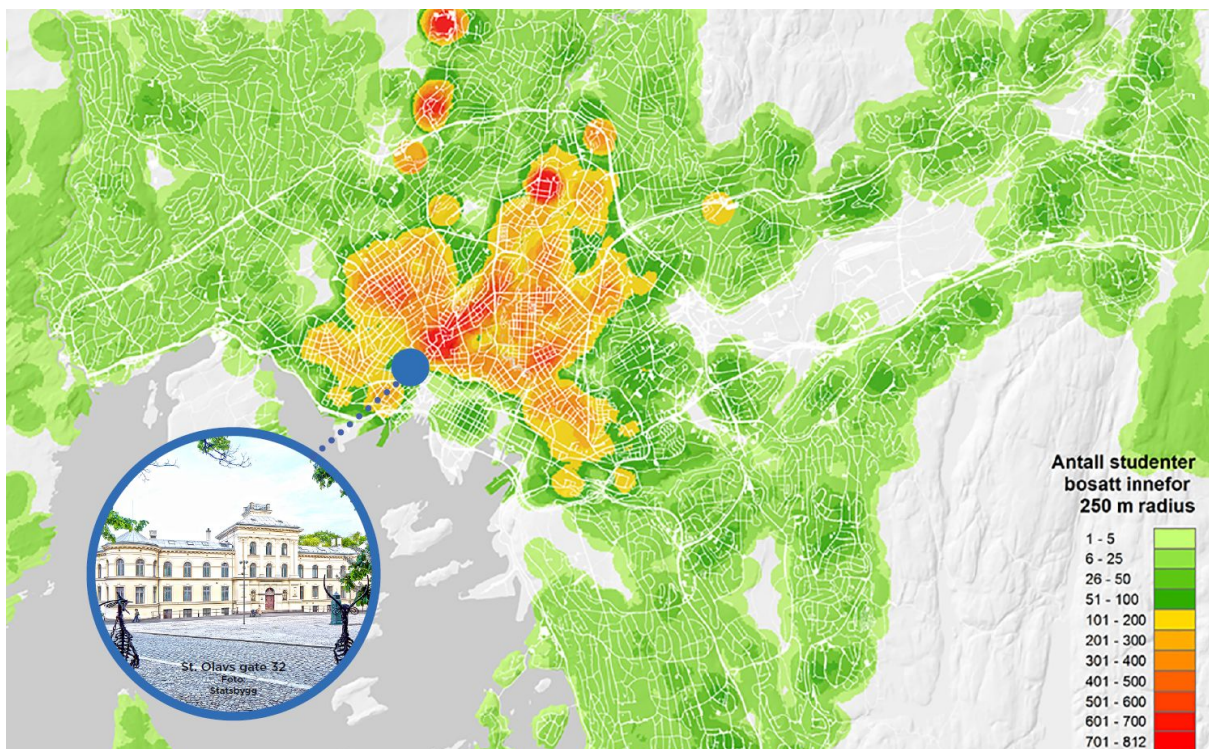 St. Olavs gate 32
Foto:
Statsbygg
Antall studenter
bosatt innefor
250 m radius
1 - 5
6 - 25
26 - 50
51 - 100
101 - 200
201 - 300
301 - 400
401 - 500
501 - 600
601 - 700
701 - 812